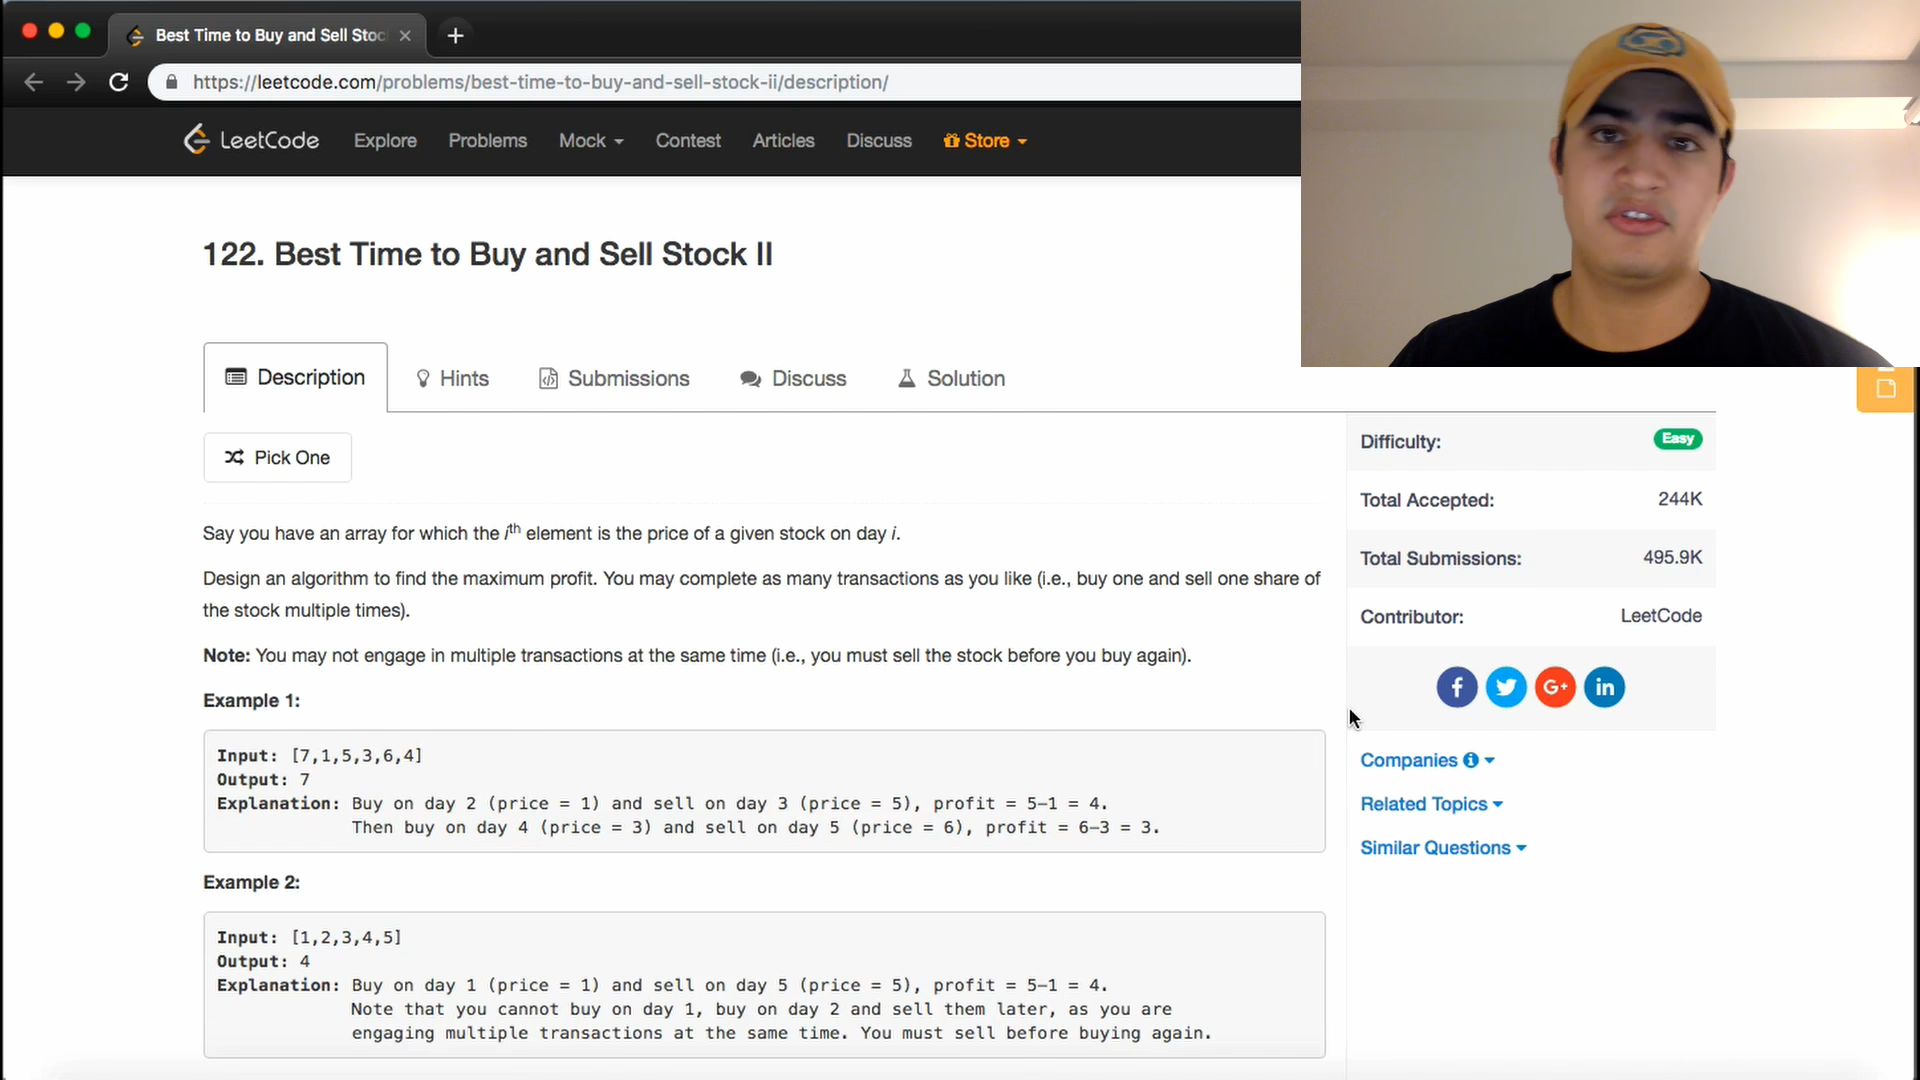 Best Time to Buy and Sell Stoc
https://leetcode.com/problems/best-time-to-buy-and-sell-stock-ii/description/
LeetCode Explore Problems Mock Contest Articles Discuss Store
122. Best Time to Buy and Sell Stock II
Description Hints Submissions Discuss Solution
Pick One
Say you have an array for which the ith element is the price of a given stock on day i.
Design an algorithm to find the maximum profit. You may complete as many transactions as you like (i.e., buy one and sell one share of
the stock multiple times).
Note: You may not engage in multiple transactions at the same time (i.e., you must sell the stock before you buy again).
Example 1:
Input: [7,1,5,3,6,4]
Output: 7
Explanation: Buy on day 2 (price = 1) and sell on day 3 (price = 5), profit = 5-1 = 4.
Then buy on day 4 (price = 3) and sell on day 5 (price = 6), profit = 6-3 = 3.
Example 2:
Input: [1,2,3,4,5]
Output: 4
Explanation: Buy on day 1 (price = 1) and sell on day 5 (price = 5), profit = 5-1 = 4.
Note that you cannot buy on day 1, buy on day 2 and sell them later, as you are
engaging multiple transactions at the same time. You must sell before buying again.
Difficulty: Easy
Total Accepted: 244K
Total Submissions: 495.9K
Contributor: LeetCode
f G+ in
Companies i
Related Topics
Similar Questions